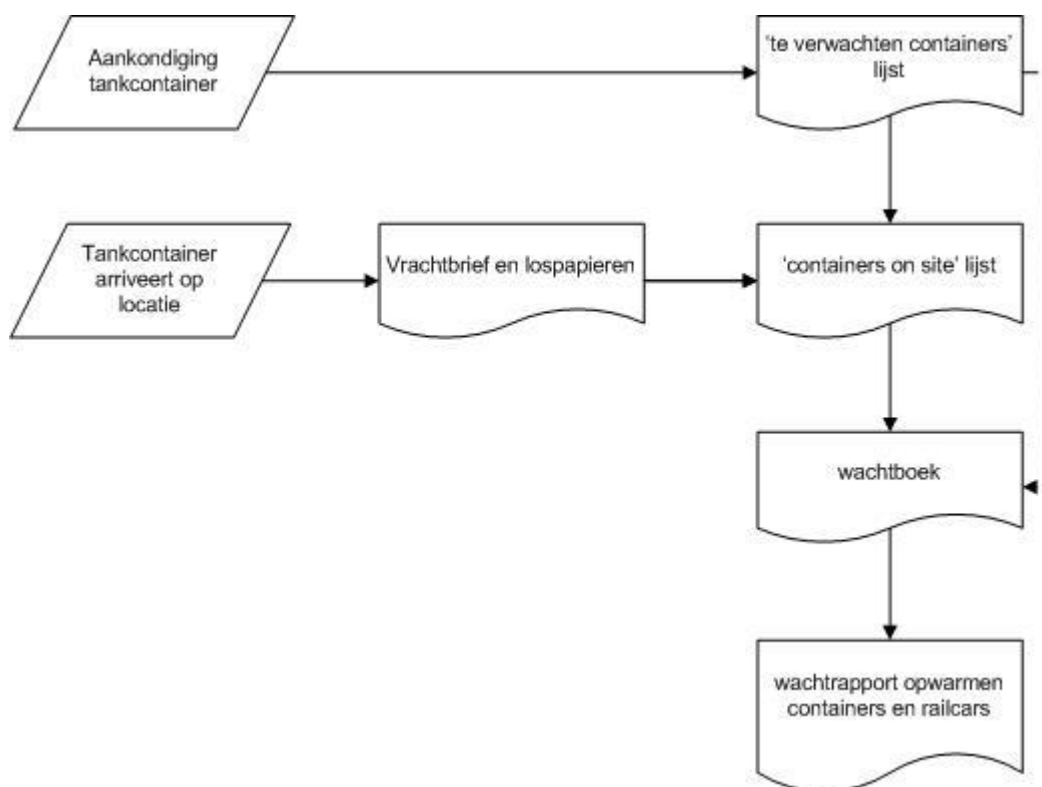 Aankondiging
tankcontainer
'te verwachten containers'
lijst
Tankcontainer
arriveert op
locatie
Vrachtbrief en lospapieren
'containers on site' lijst
wachtboek
wachtrapport opwarmen
containers en railcars